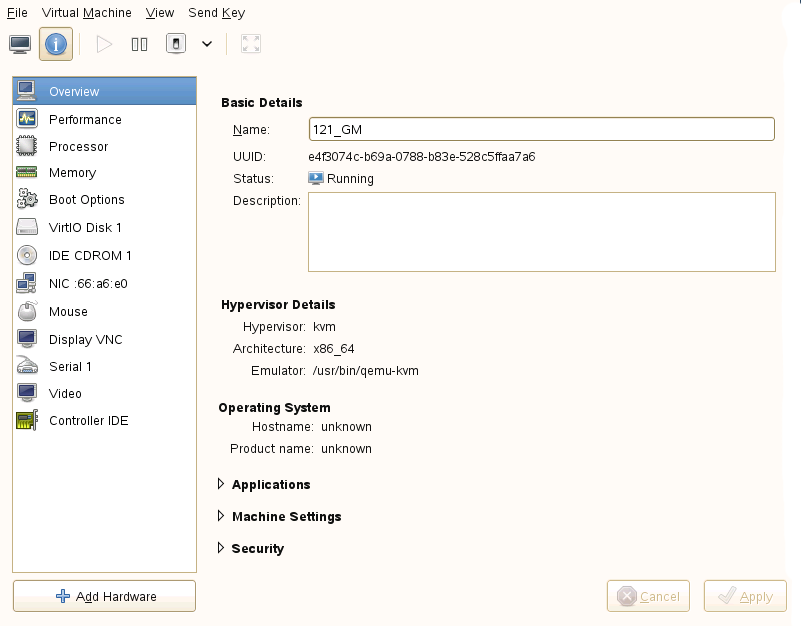 File Virtual Machine View Send Key
Overview
Performance
Processor
Memory
Boot Options
VirtIO Disk 1
IDE CDROM 1
NIC :66:a6:e0
Mouse
Display VNC
Serial 1
Video
Controller IDE
Add Hardware
Basic Details
Name: 121_GM
UUID: e4f3074c-b69a-0788-b83e-528c5ffaa7a6
Status: Running
Description:
Hypervisor Details
Hypervisor: kvm
Architecture: x86_64
Emulator: /usr/bin/qemu-kvm
Operating System
Hostname: unknown
Product name: unknown
Applications
Machine Settings
Security
Cancel Apply